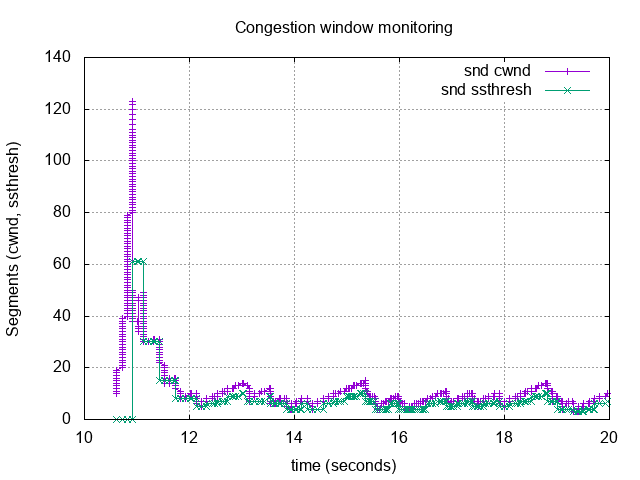 Congestion window monitoring
snd cwnd
snd ssthresh
Segments (cwnd, ssthresh)
140
120
100
80
60
40
20
0
10 12 14 16 18 20
time (seconds)